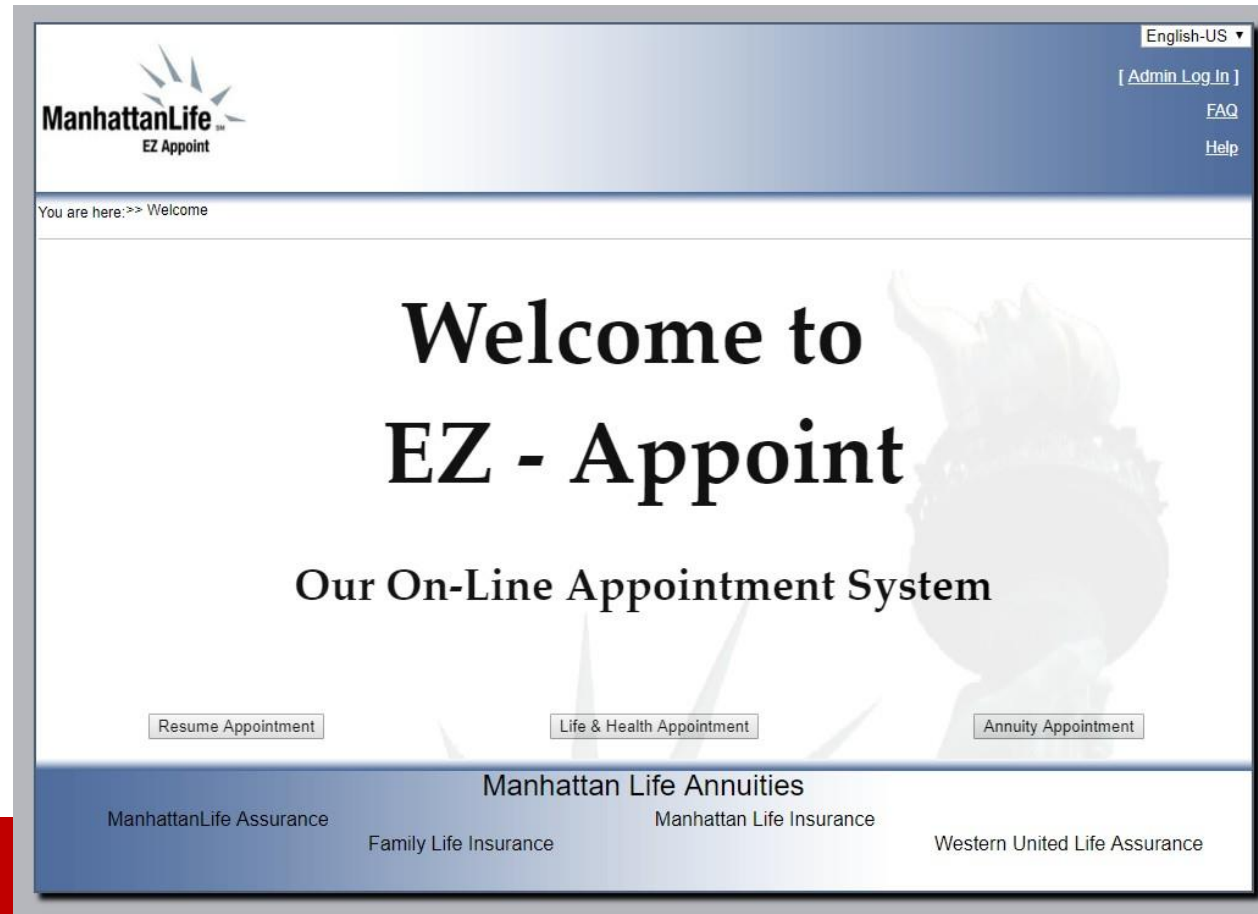 English-US
[ Admin Log In ]
FAQ
Help
ManhattanLife SM
EZ Appoint
You are here:>> Welcome
Welcome to
EZ - Appoint
Our On-Line Appointment System
Resume Appointment
Life & Health Appointment
Annuity Appointment
Manhattan Life Annuities
ManhattanLife Assurance
Manhattan Life Insurance
Family Life Insurance
Western United Life Assurance